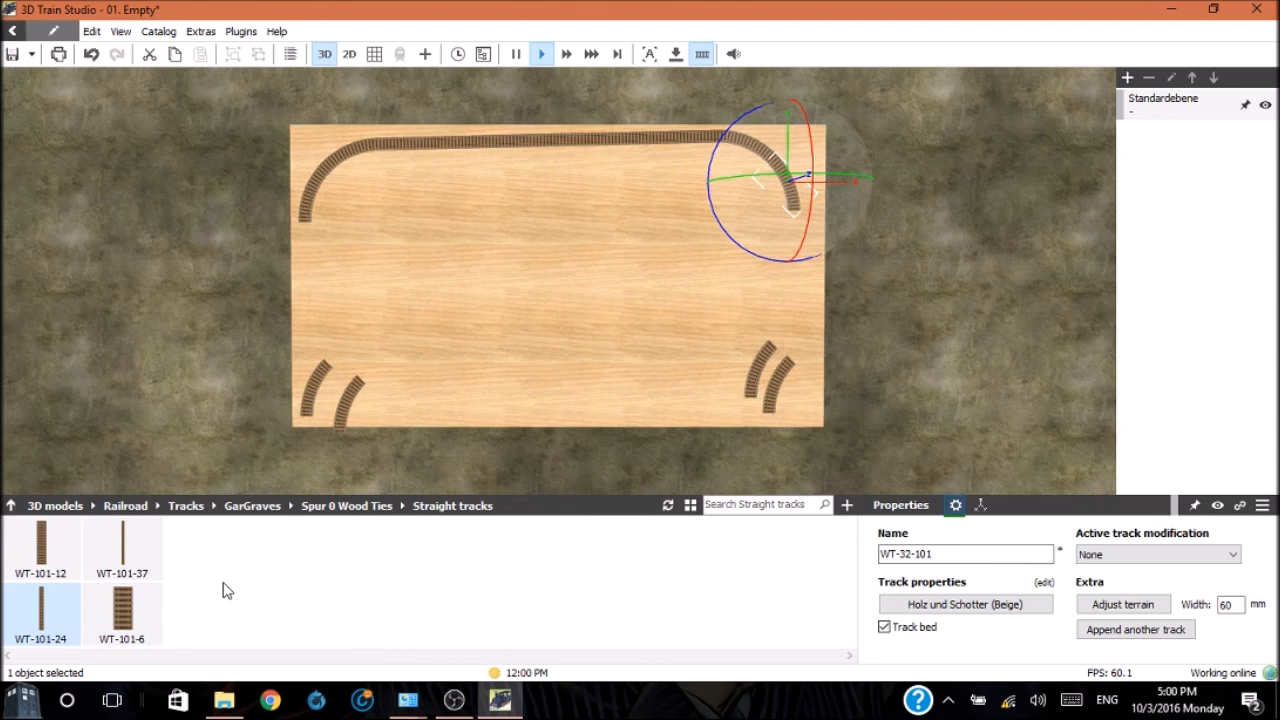 3D Train Studio - 01. Empty*
Edit View Catalog Extras Plugins Help
3D 2D
Standardebene
-
z
x
3D models Railroad Tracks GarGraves Spur 0 Wood Ties Straight tracks
Search Straight tracks
Properties
WT-101-12 WT-101-37
WT-101-24 WT-101-6
Name
WT-32-101 *
Active track modification
None
Track properties (edit)
Holz und Schotter (Beige)
Track bed
Extra
Adjust terrain Width: 60 mm
Append another track
1 object selected 12:00 PM FPS: 60.1 Working online
ENG 5:00 PM
10/3/2016 Monday 2